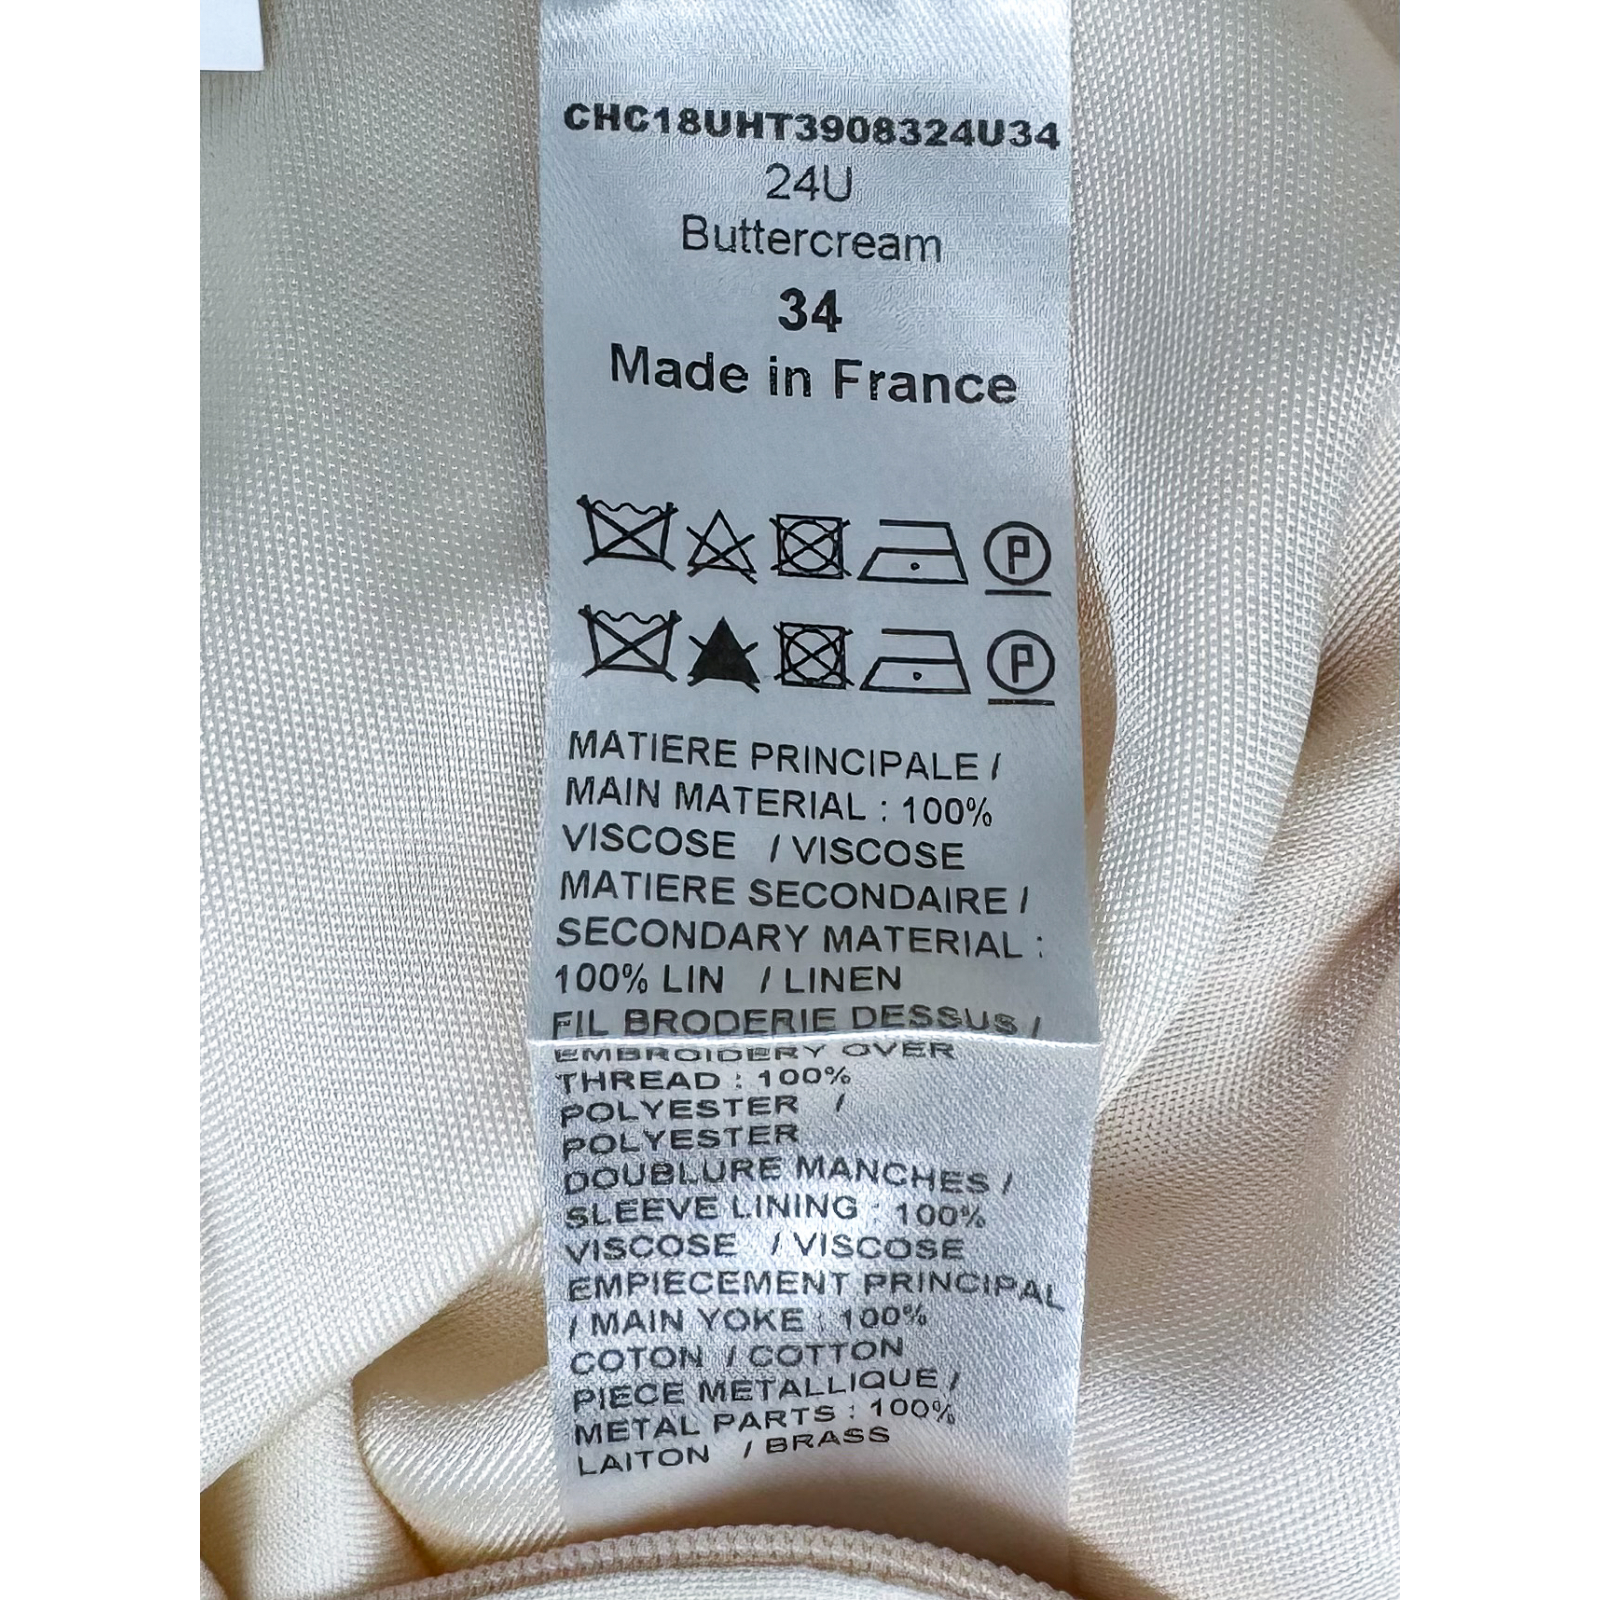 CHC18UHT3908324U34
24U
Buttercream
34
Made in France
P
P
MATIERE PRINCIPALE /
MAIN MATERIAL : 100%
VISCOSE / VISCOSE
MATIERE SECONDAIRE /
SECONDARY MATERIAL :
100% LIN / LINEN
FIL BRODERIE DESSUS /
EMBROIDERY OVER
THREAD : 100%
POLYESTER /
POLYESTER
DOUBLURE MANCHES /
SLEEVE LINING : 100%
VISCOSE / VISCOSE
EMPIECEMENT PRINCIPAL
/ MAIN YOKE : 100%
COTON / COTTON
PIECE METALLIQUE /
METAL PARTS : 100%
LAITON / BRASS